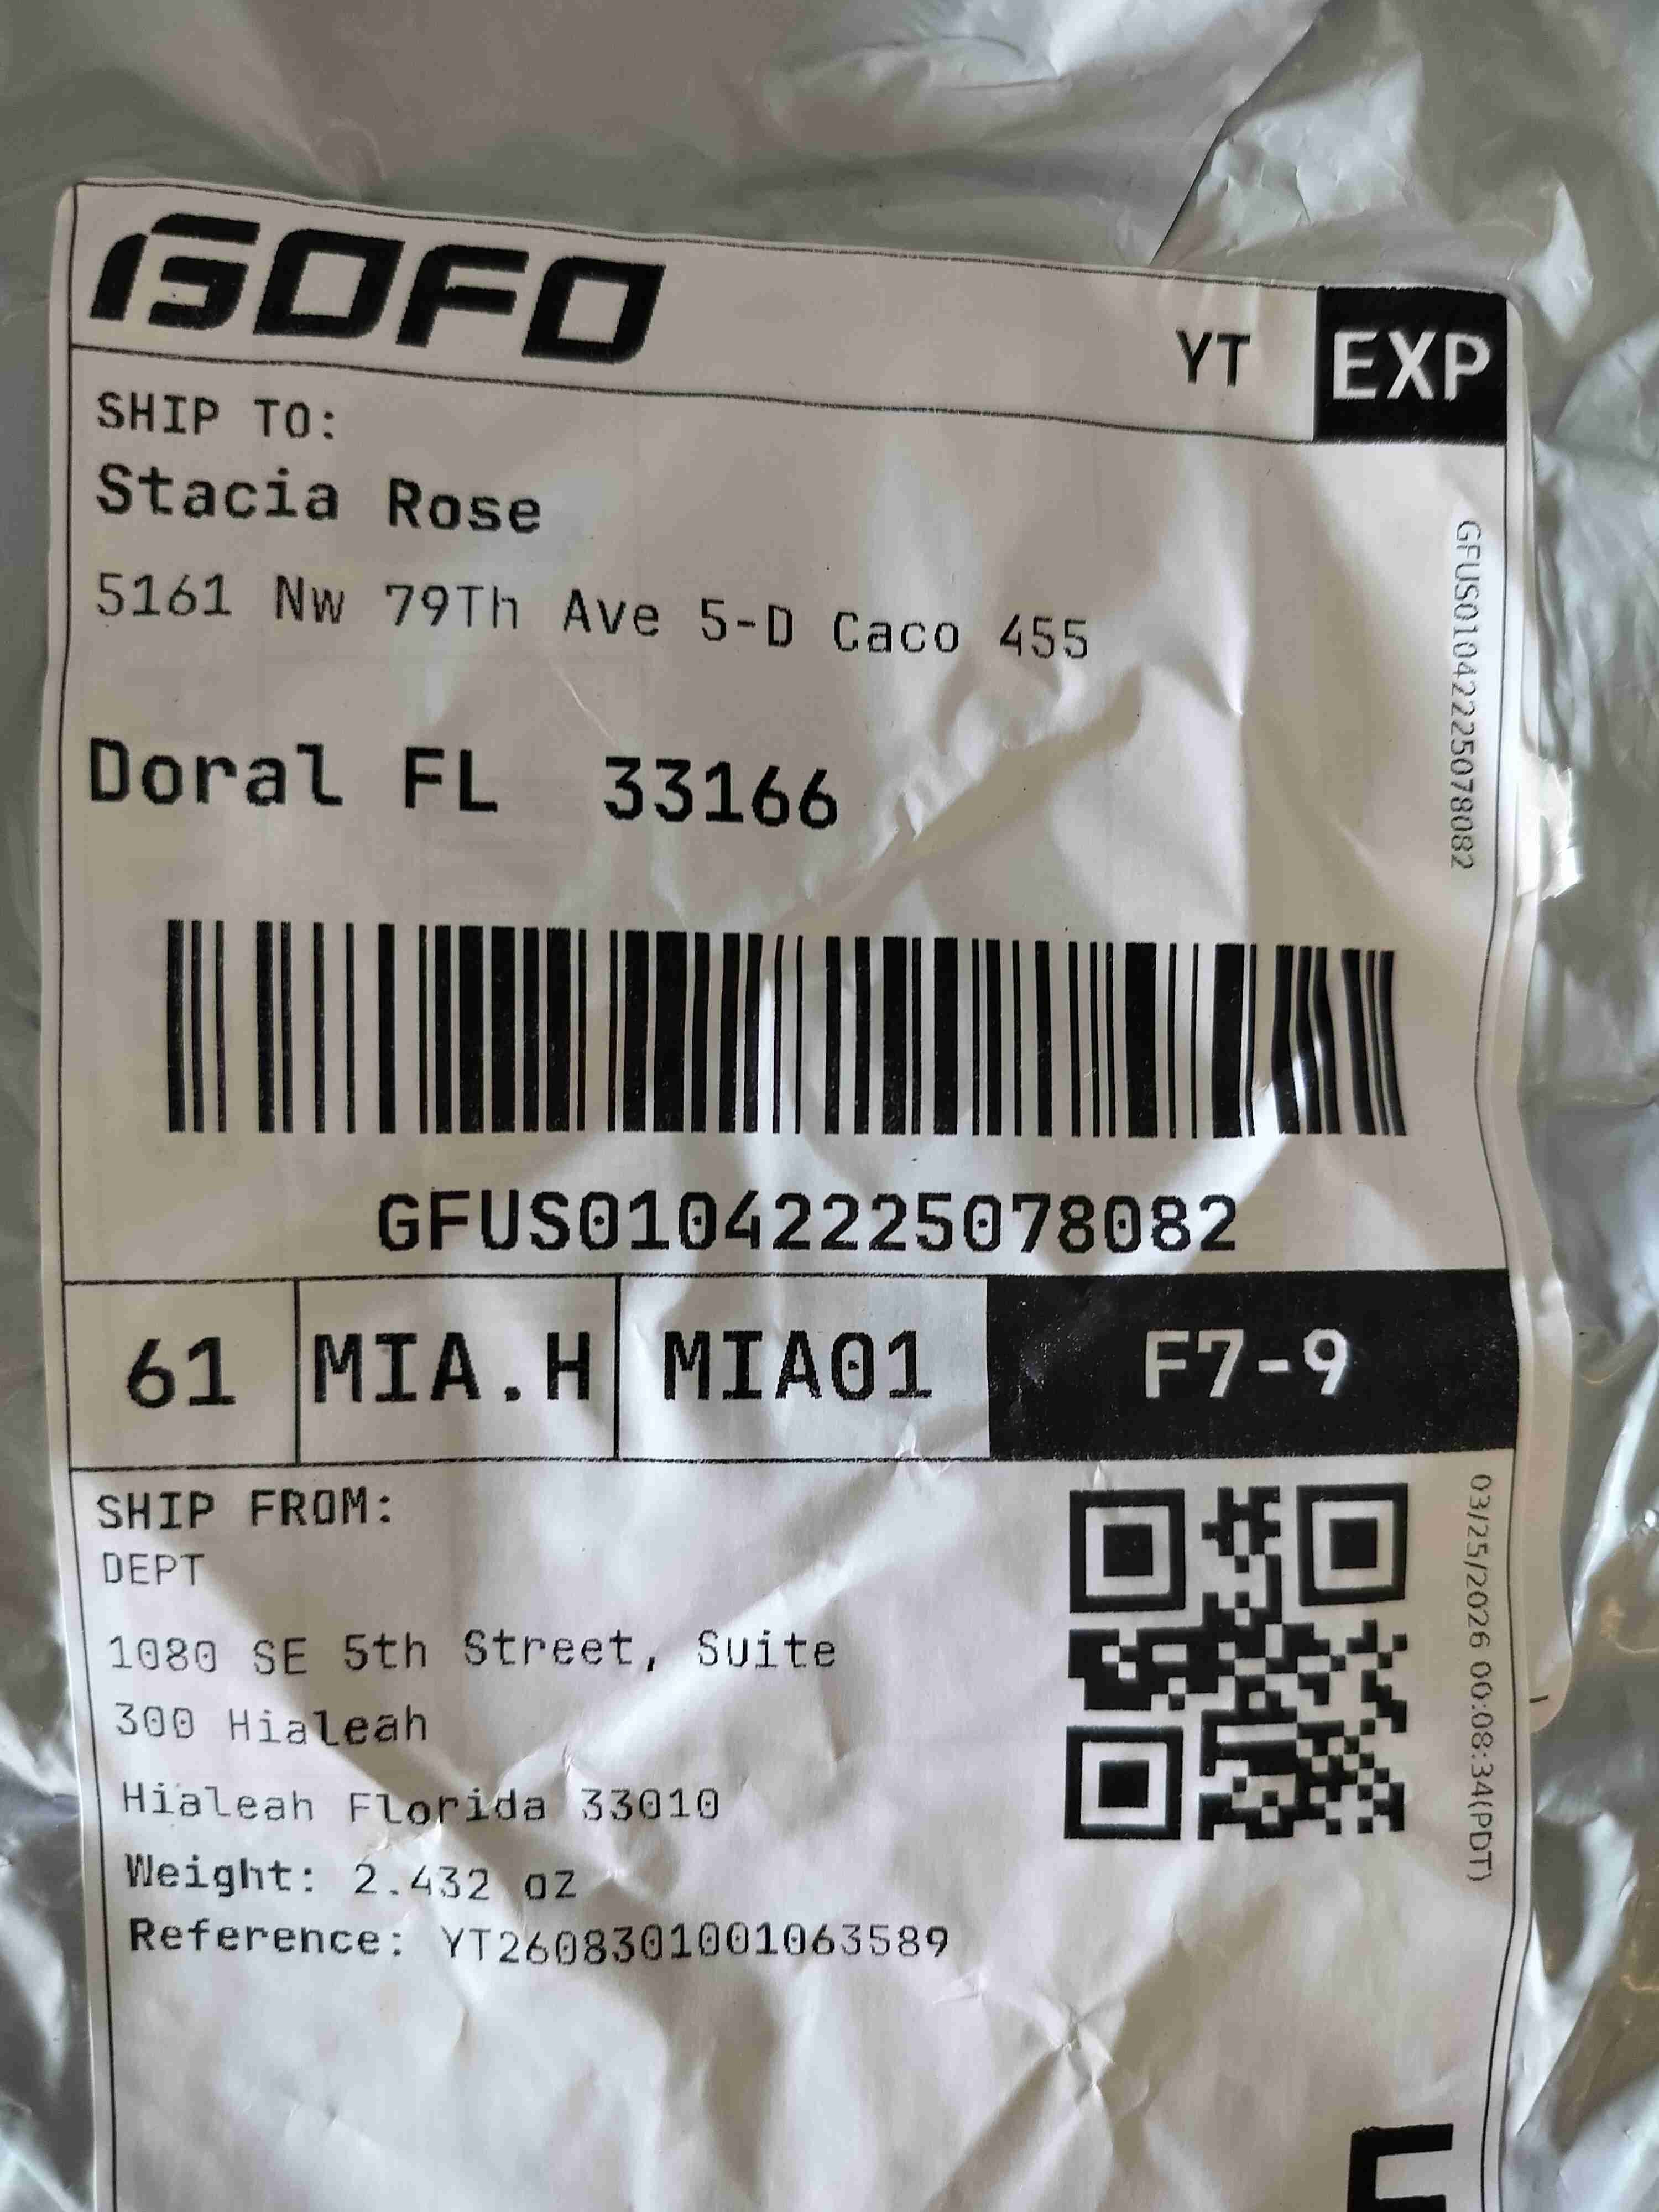 GOFO
YT EXP
SHIP TO:
Stacia Rose
5161 Nw 79Th Ave 5-D Caco 455
Doral FL 33166
GFUS01042225078082
GFUS01042225078082
61 MIA.H MIA01 F7-9
SHIP FROM:
DEPT
1080 SE 5th Street, Suite
300 Hialeah
Hialeah Florida 33010
Weight: 2.432 oz
Reference: YT2608301001063589
03/25/2026 00:08:34(PDT)